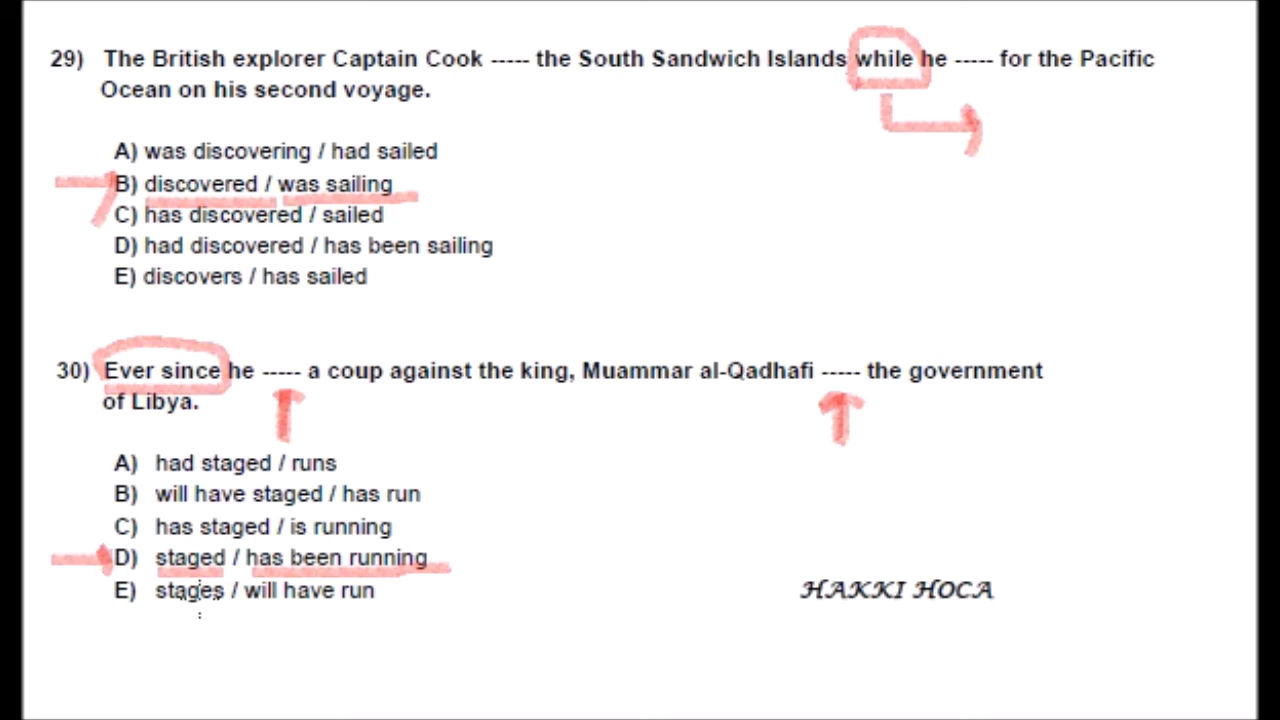 29) The British explorer Captain Cook ----- the South Sandwich Islands while he ----- for the Pacific
Ocean on his second voyage.
A) was discovering / had sailed
B) discovered / was sailing
C) has discovered / sailed
D) had discovered / has been sailing
E) discovers / has sailed
30) Ever since he ----- a coup against the king, Muammar al-Qadhafi ----- the government
of Libya.
A) had staged / runs
B) will have staged / has run
C) has staged / is running
D) staged / has been running
E) stages / will have run
HAKKI HOCA